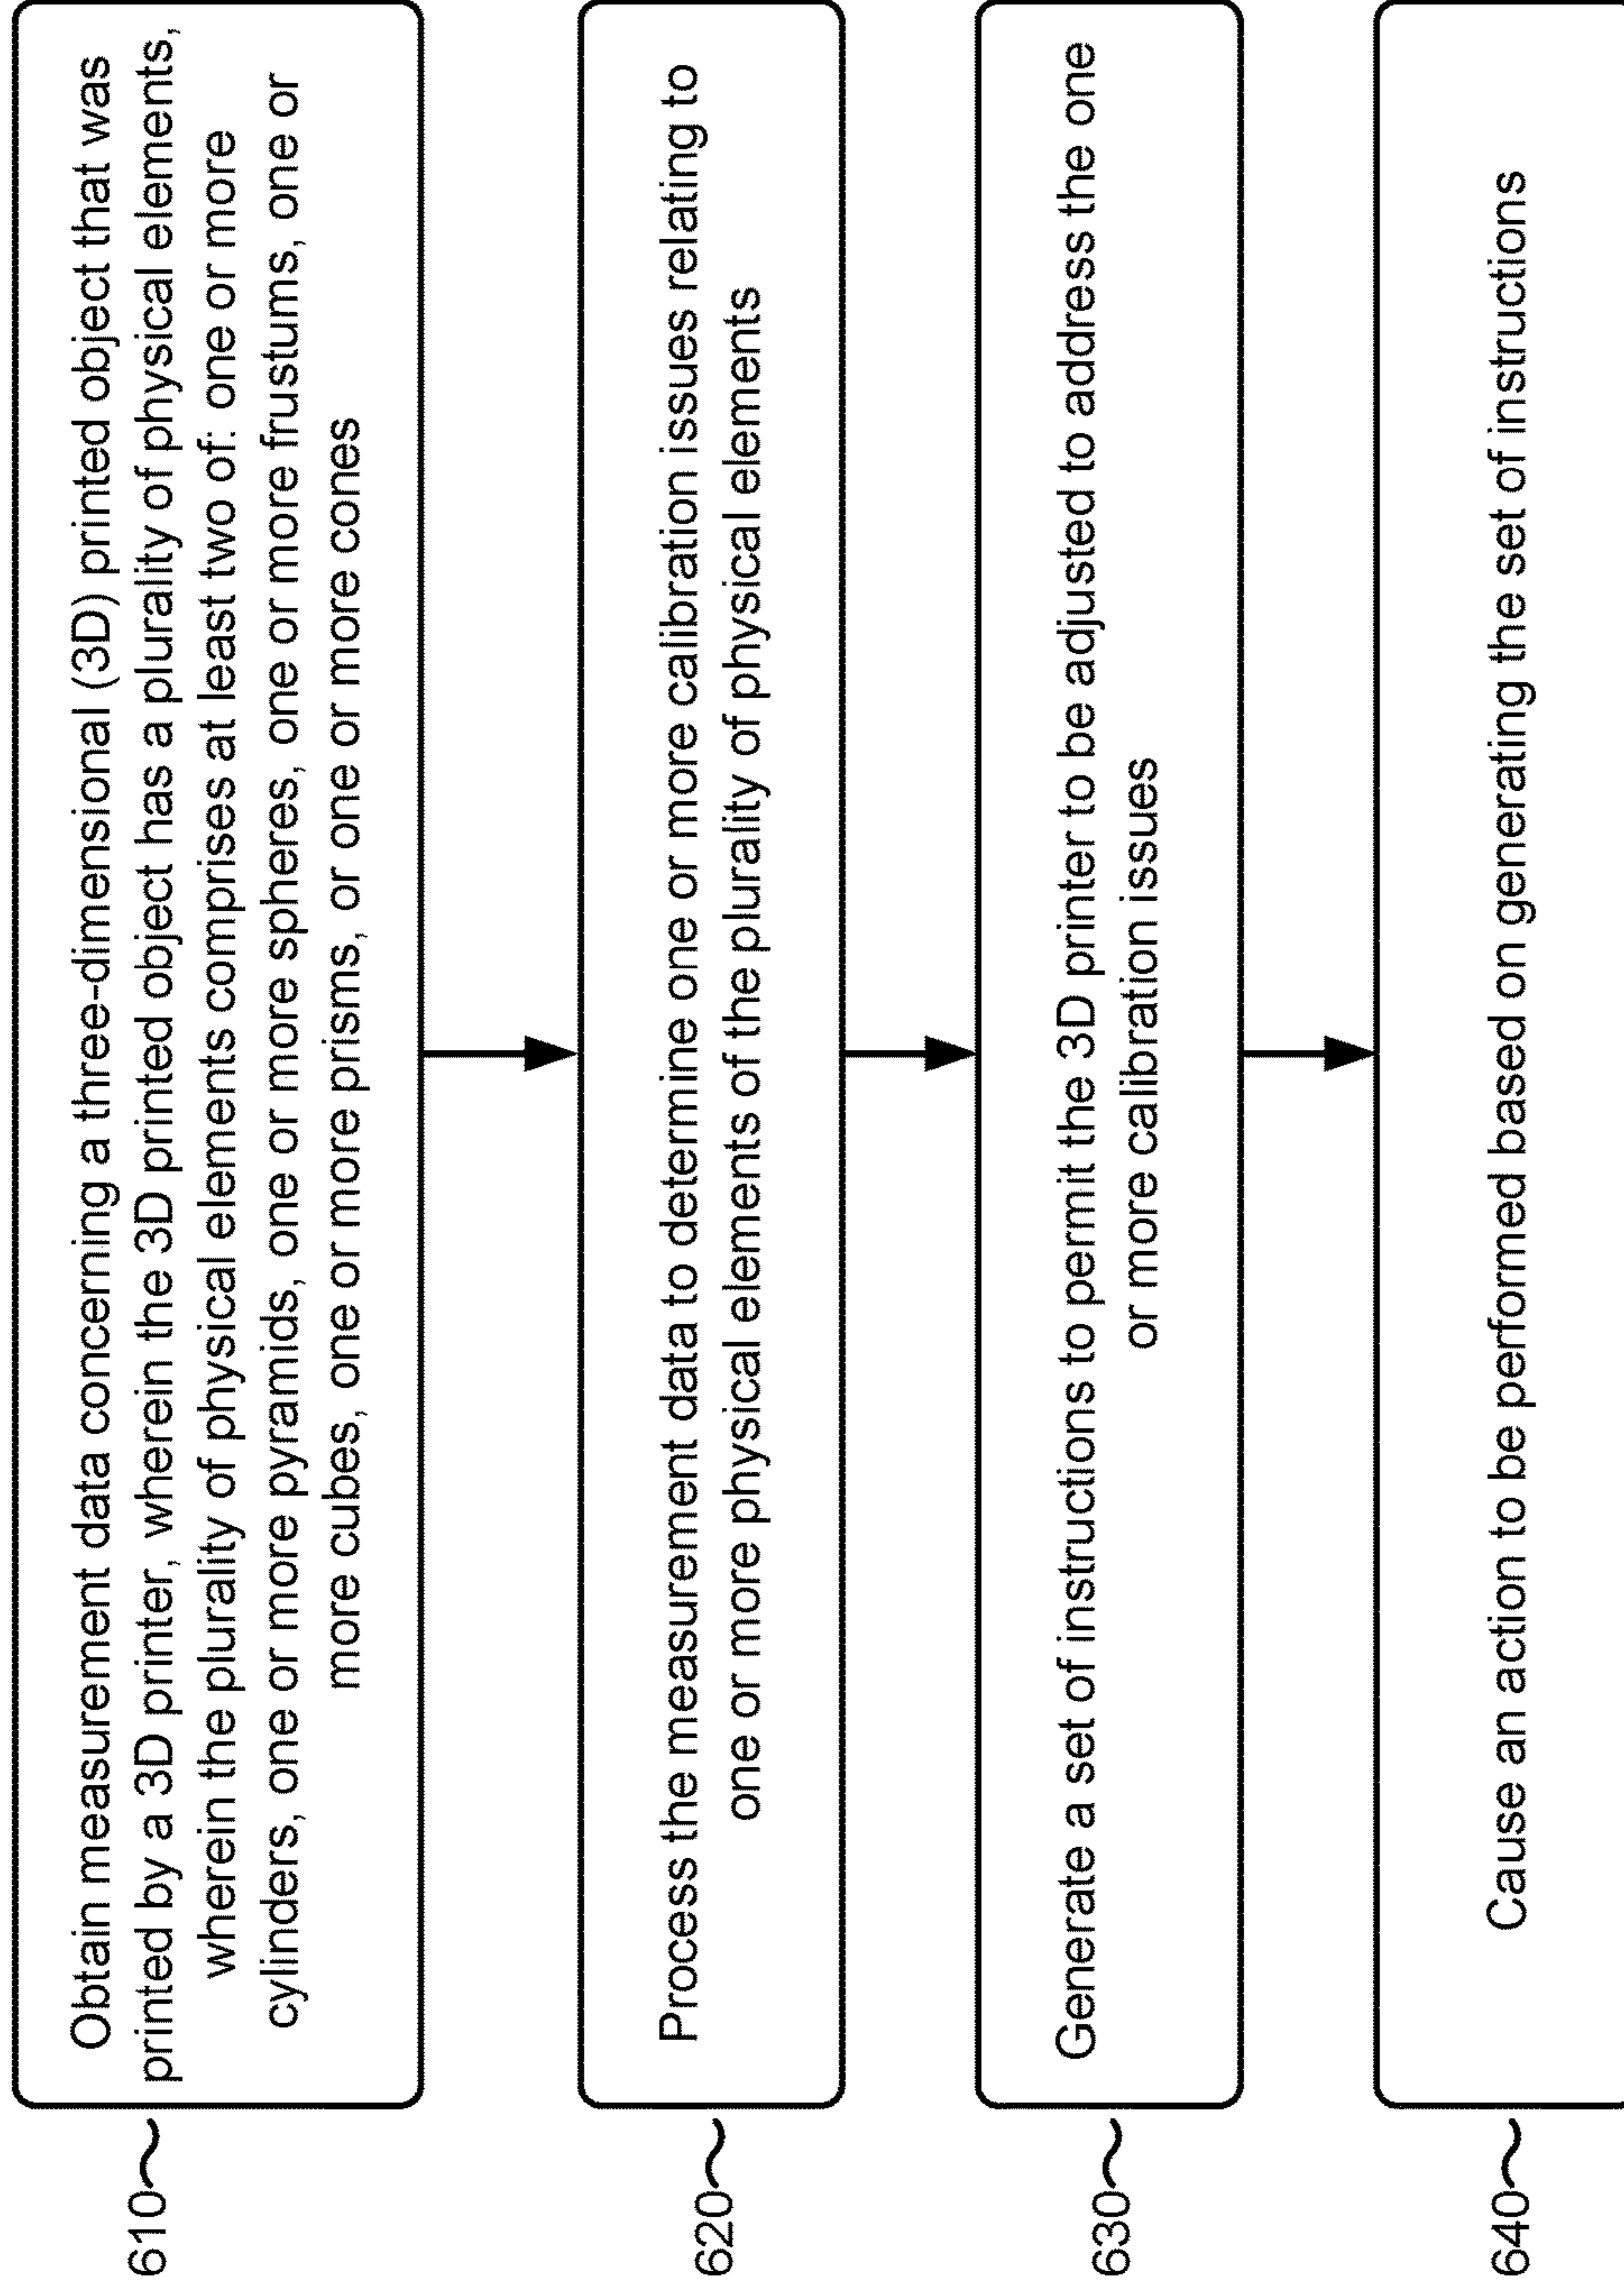 610
Obtain measurement data concerning a three-dimensional (3D) printed object that was
printed by a 3D printer, wherein the 3D printed object has a plurality of physical elements,
wherein the plurality of physical elements comprises at least two of: one or more
cylinders, one or more pyramids, one or more spheres, one or more frustums, one or
more cubes, one or more prisms, or one or more cones
620
Process the measurement data to determine one or more calibration issues relating to
one or more physical elements of the plurality of physical elements
630
Generate a set of instructions to permit the 3D printer to be adjusted to address the one
or more calibration issues
640
Cause an action to be performed based on generating the set of instructions